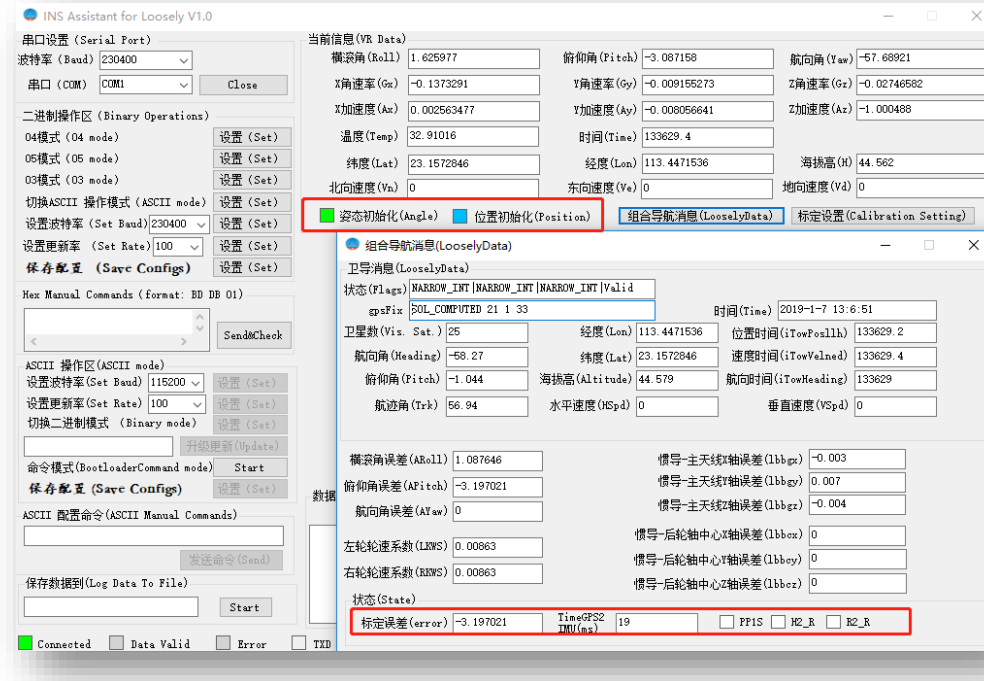 INS Assistant for Loosely V1.0
串口设置 (Serial Port)
波特率 (Baud) 230400
串口 (COM) COM1 Close
二进制操作区 (Binary Operations)
04模式 (04 mode) 设置 (Set)
05模式 (05 mode) 设置 (Set)
03模式 (03 mode) 设置 (Set)
切换ASCII 操作模式 (ASCII mode) 设置 (Set)
设置波特率 (Set Baud) 230400 设置 (Set)
设置更新率 (Set Rate) 100 设置 (Set)
保存配置 (Save Configs) 设置 (Set)
Hex Manual Commands (format: BD DB 01)
Send&Check
ASCII 操作区(ASCII mode)
设置波特率(Set Baud) 115200 设置 (Set)
设置更新率(Set Rate) 100 设置 (Set)
切换二进制模式 (Binary mode) 设置 (Set)
升级更新(Update)
命令模式(BootloaderCommand mode) Start
保存配置 (Save Configs) 设置 (Set)
ASCII 配置命令(ASCII Manual Commands)
发送命令(Send)
保存数据到(Log Data To File)
Start
Connected Data Valid Error TXD
当前信息(VR Data)
横滚角(Roll) 1.625977 俯仰角(Pitch) -3.087158 航向角(Yaw) -57.68921
X角速率(Gx) -0.1373291 Y角速率(Gy) -0.009155273 Z角速率(Gz) -0.02746582
X加速度(Ax) 0.002563477 Y加速度(Ay) -0.008056641 Z加速度(Az) -1.000488
温度(Temp) 32.91016 时间(Time) 133629.4
纬度(Lat) 23.1572846 经度(Lon) 113.4471536 海拔高(H) 44.562
北向速度(Vn) 0 东向速度(Ve) 0 地向速度(Vd) 0
姿态初始化(Angle) 位置初始化(Position) 组合导航消息(LooselyData) 标定设置(Calibration Setting)
数据
组合导航消息(LooselyData)
卫导消息(LooselyData)
状态(Flags) NARROW_INT|NARROW_INT|NARROW_INT|Valid
gpsFix SOL_COMPUTED 21 1 33 时间(Time) 2019-1-7 13:6:51
卫星数(Vis. Sat.) 25 经度(Lon) 113.4471536 位置时间(iTowPosllh) 133629.2
航向角(Heading) -58.27 纬度(Lat) 23.1572846 速度时间(iTowVelned) 133629.4
俯仰角(Pitch) -1.044 海拔高(Altitude) 44.579 航向时间(iTowHeading) 133629
航迹角(Trk) 56.94 水平速度(HSpd) 0 垂直速度(VSpd) 0
横滚角误差(ARoll) 1.087646 惯导-主天线X轴误差(lbbgx) -0.003
俯仰角误差(APitch) -3.197021 惯导-主天线Y轴误差(lbbgy) 0.007
航向角误差(AYaw) 0 惯导-主天线Z轴误差(lbbgz) -0.004
左轮轮速系数(LKWS) 0.00863 惯导-后轮轴中心X轴误差(lbbcx) 0
右轮轮速系数(RKWS) 0.00863 惯导-后轮轴中心Y轴误差(lbbcy) 0
惯导-后轮轴中心Z轴误差(lbbcz) 0
状态(State)
标定误差(error) -3.197021 TimeGPS2 IMU(ms) 19 PP1S H2_R R2_R